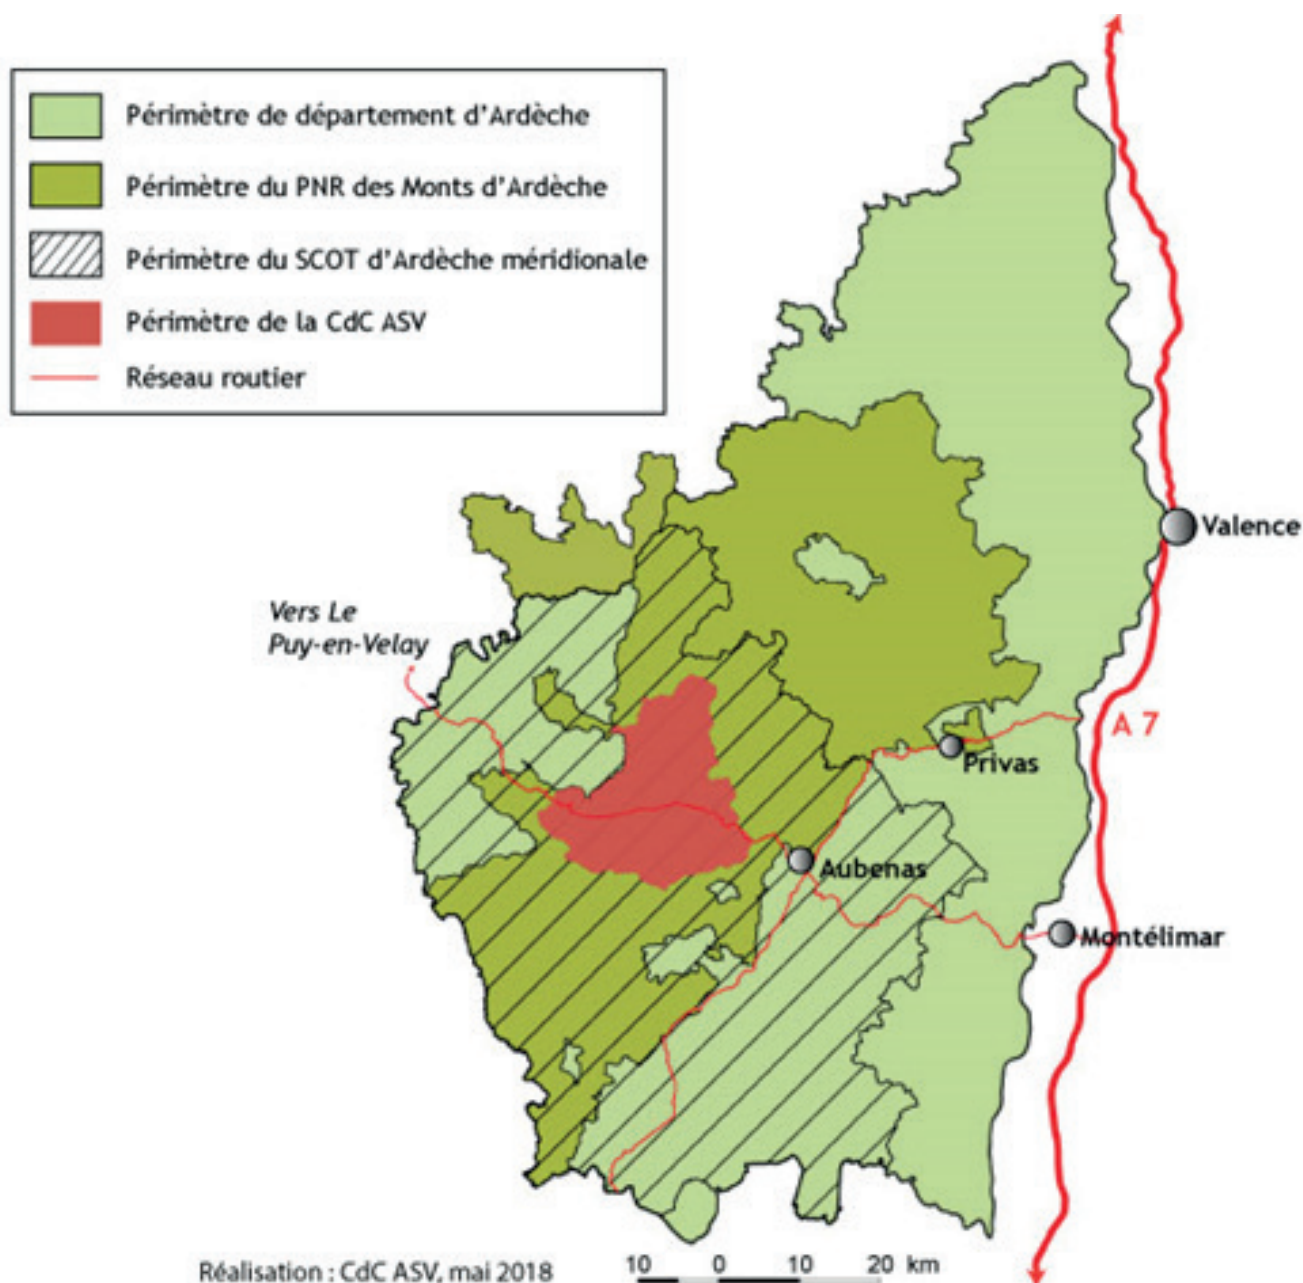 Périmètre de département d'Ardèche
Périmètre du PNR des Monts d'Ardèche
Périmètre du SCOT d'Ardèche méridionale
Périmètre de la CdC ASV
Réseau routier
Valence
Vers Le
Puy-en-Velay
A 7
Privas
Aubenas
Montélimar
Réalisation : CdC ASV, mai 2018
10 0 10 20 km